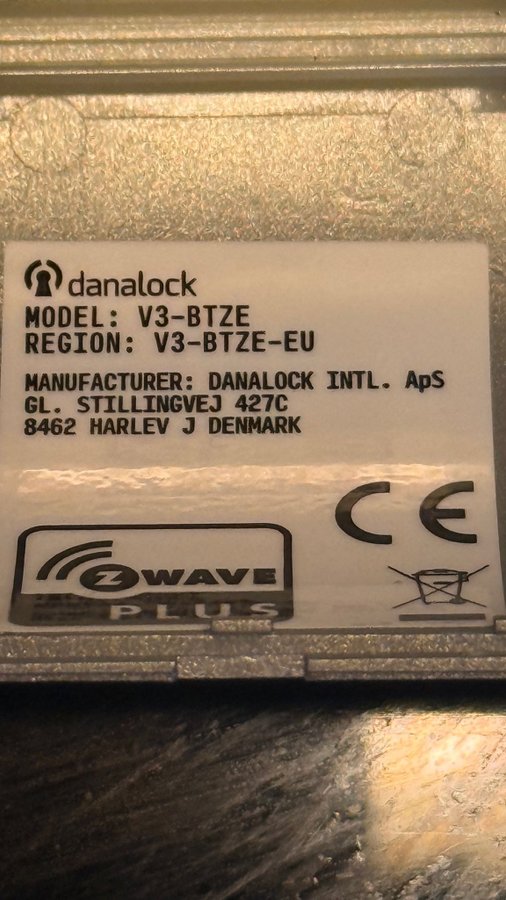 danalock
MODEL: V3-BTZE
REGION: V3-BTZE-EU
MANUFACTURER: DANALOCK INTL. ApS
GL. STILLINGVEJ 427C
8462 HARLEV J DENMARK
CE
Z WAVE
PLUS